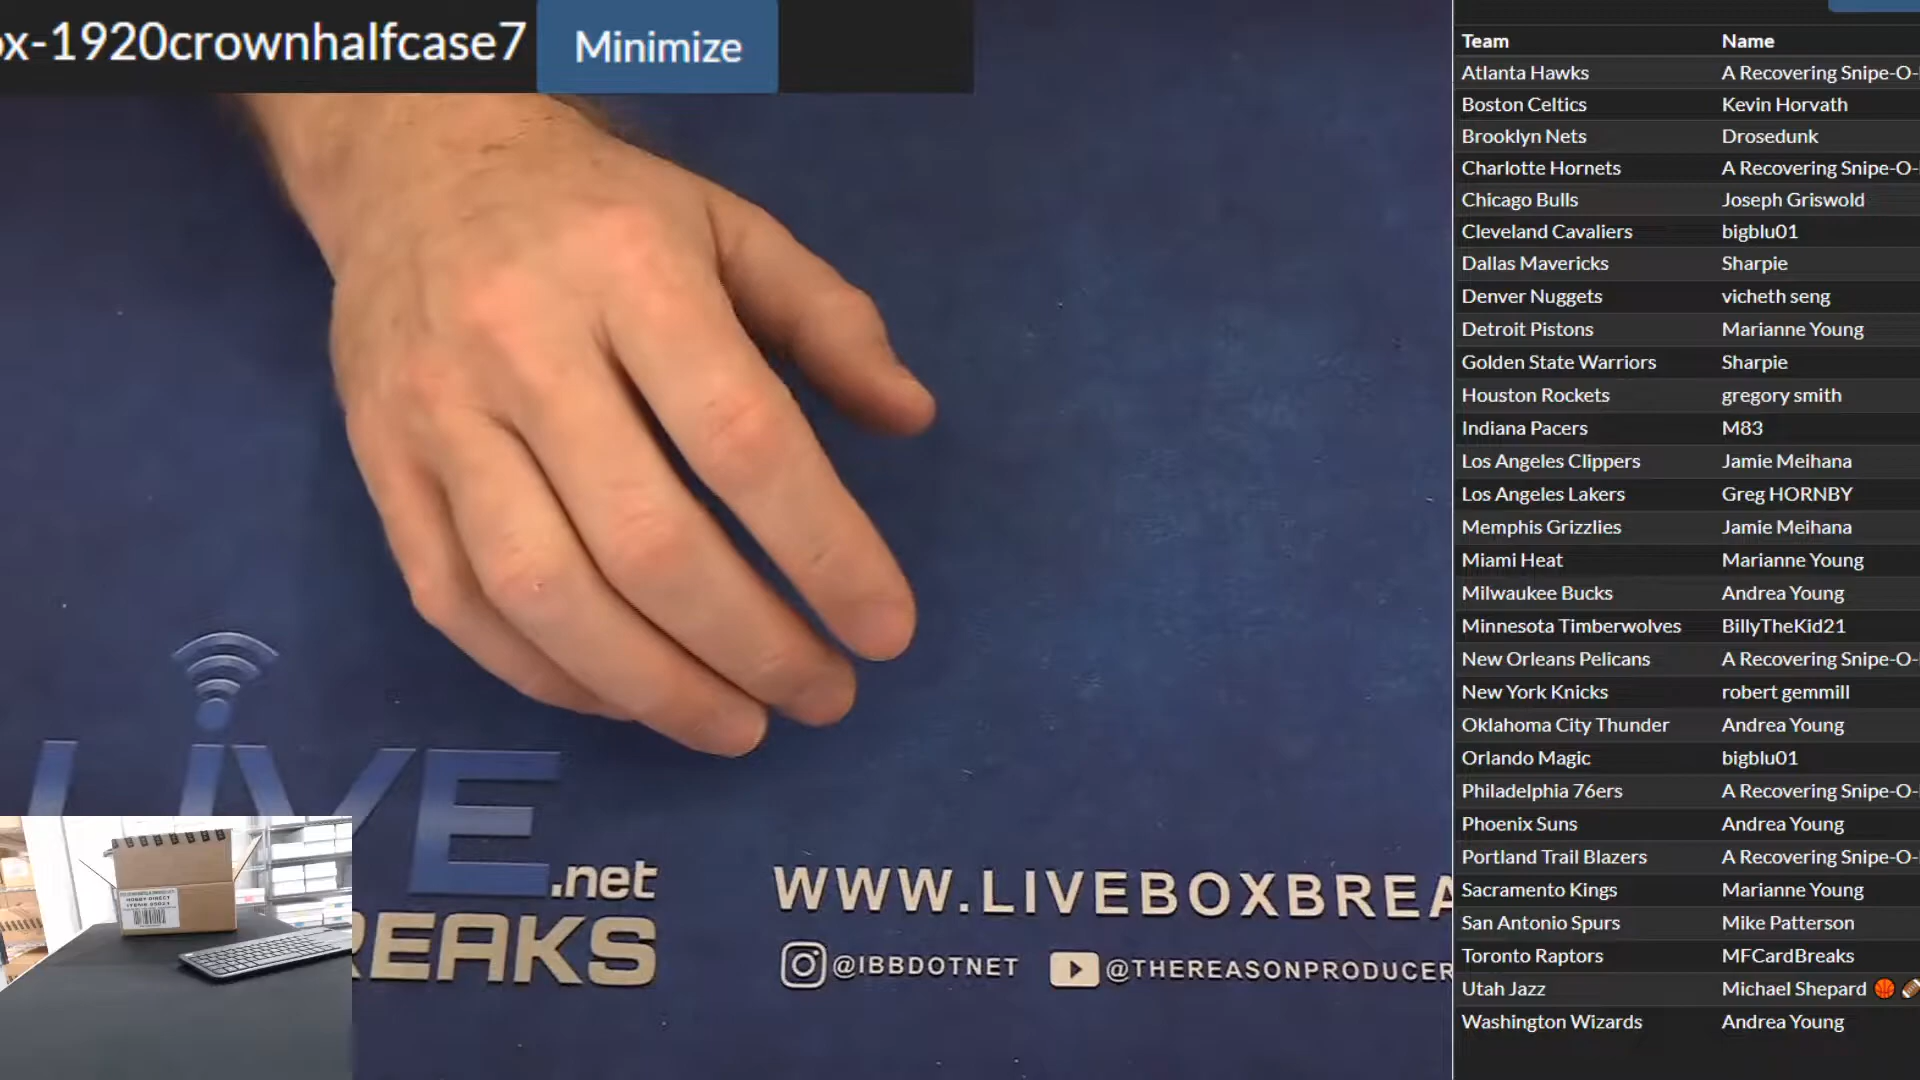 ox-1920crownhalfcase7 Minimize
Team Name
Atlanta Hawks A Recovering Snipe-O-
Boston Celtics Kevin Horvath
Brooklyn Nets Drosedunk
Charlotte Hornets A Recovering Snipe-O-
Chicago Bulls Joseph Griswold
Cleveland Cavaliers bigblu01
Dallas Mavericks Sharpie
Denver Nuggets vicheth seng
Detroit Pistons Marianne Young
Golden State Warriors Sharpie
Houston Rockets gregory smith
Indiana Pacers M83
Los Angeles Clippers Jamie Meihana
Los Angeles Lakers Greg HORNBY
Memphis Grizzlies Jamie Meihana
Miami Heat Marianne Young
Milwaukee Bucks Andrea Young
Minnesota Timberwolves BillyTheKid21
New Orleans Pelicans A Recovering Snipe-O-
New York Knicks robert gemmill
Oklahoma City Thunder Andrea Young
Orlando Magic bigblu01
Philadelphia 76ers A Recovering Snipe-O-
Phoenix Suns Andrea Young
Portland Trail Blazers A Recovering Snipe-O-
Sacramento Kings Marianne Young
San Antonio Spurs Mike Patterson
Toronto Raptors MFCardBreaks
Utah Jazz Michael Shepard 🏀 🏈
Washington Wizards Andrea Young
LIVE
.net
REAKS
WWW.LIVEBOXBREA
@IBBDOTNET @THEREASONPRODUCER